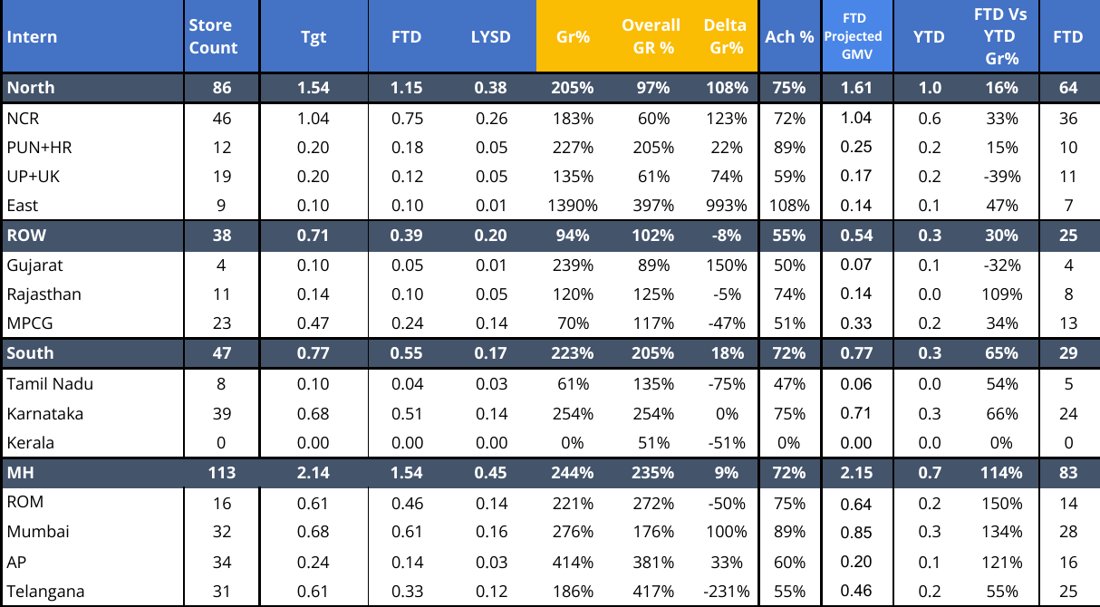 Intern Store Count Tgt FTD LYSD Gr% Overall GR % Delta Gr% Ach % FTD Projected GMV YTD FTD Vs YTD Gr% FTD
North 86 1.54 1.15 0.38 205% 97% 108% 75% 1.61 1.0 16% 64
NCR 46 1.04 0.75 0.26 183% 60% 123% 72% 1.04 0.6 33% 36
PUN+HR 12 0.20 0.18 0.05 227% 205% 22% 89% 0.25 0.2 15% 10
UP+UK 19 0.20 0.12 0.05 135% 61% 74% 59% 0.17 0.2 -39% 11
East 9 0.10 0.10 0.01 1390% 397% 993% 108% 0.14 0.1 47% 7
ROW 38 0.71 0.39 0.20 94% 102% -8% 55% 0.54 0.3 30% 25
Gujarat 4 0.10 0.05 0.01 239% 89% 150% 50% 0.07 0.1 -32% 4
Rajasthan 11 0.14 0.10 0.05 120% 125% -5% 74% 0.14 0.0 109% 8
MPCG 23 0.47 0.24 0.14 70% 117% -47% 51% 0.33 0.2 34% 13
South 47 0.77 0.55 0.17 223% 205% 18% 72% 0.77 0.3 65% 29
Tamil Nadu 8 0.10 0.04 0.03 61% 135% -75% 47% 0.06 0.0 54% 5
Karnataka 39 0.68 0.51 0.14 254% 254% 0% 75% 0.71 0.3 66% 24
Kerala 0 0.00 0.00 0.00 0% 51% -51% 0% 0.00 0.0 0% 0
MH 113 2.14 1.54 0.45 244% 235% 9% 72% 2.15 0.7 114% 83
ROM 16 0.61 0.46 0.14 221% 272% -50% 75% 0.64 0.2 150% 14
Mumbai 32 0.68 0.61 0.16 276% 176% 100% 89% 0.85 0.3 134% 28
AP 34 0.24 0.14 0.03 414% 381% 33% 60% 0.20 0.1 121% 16
Telangana 31 0.61 0.33 0.12 186% 417% -231% 55% 0.46 0.2 55% 25